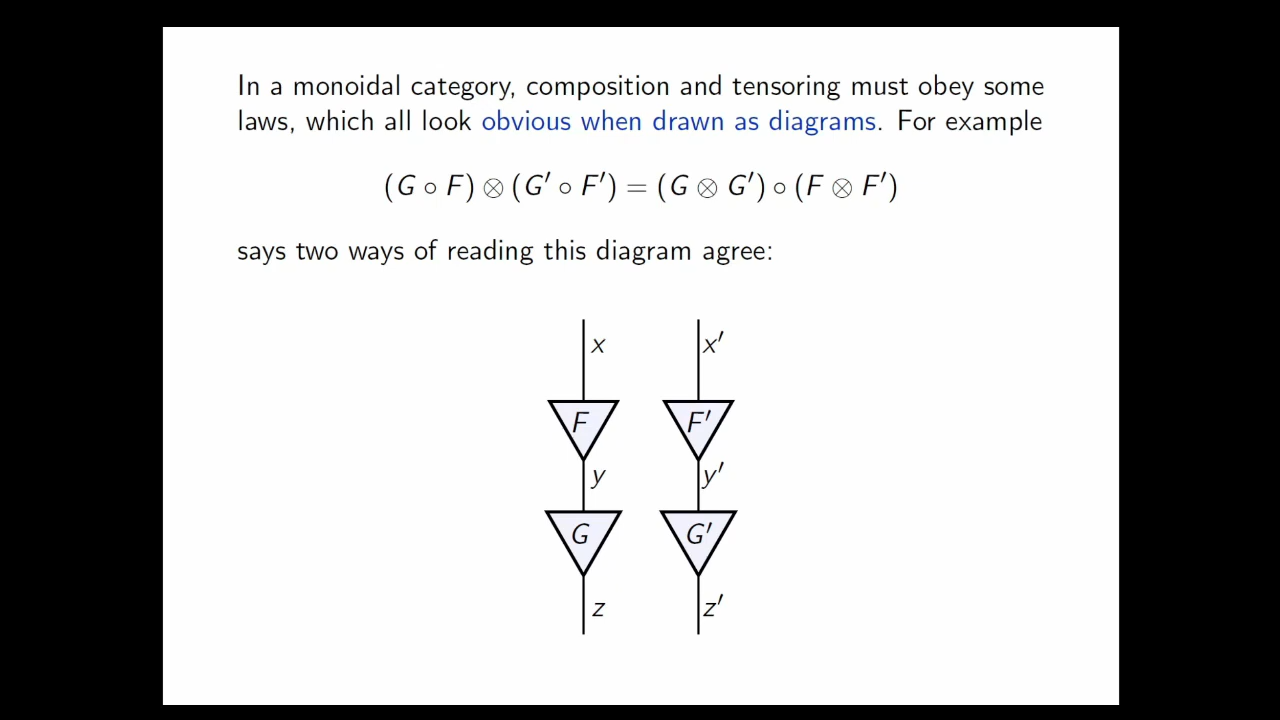 In a monoidal category, composition and tensoring must obey some
laws, which all look obvious when drawn as diagrams. For example
(G ∘ F) ⊗ (G′ ∘ F′) = (G ⊗ G′) ∘ (F ⊗ F′)
says two ways of reading this diagram agree:
x x′
F F′
y y′
G G′
z z′